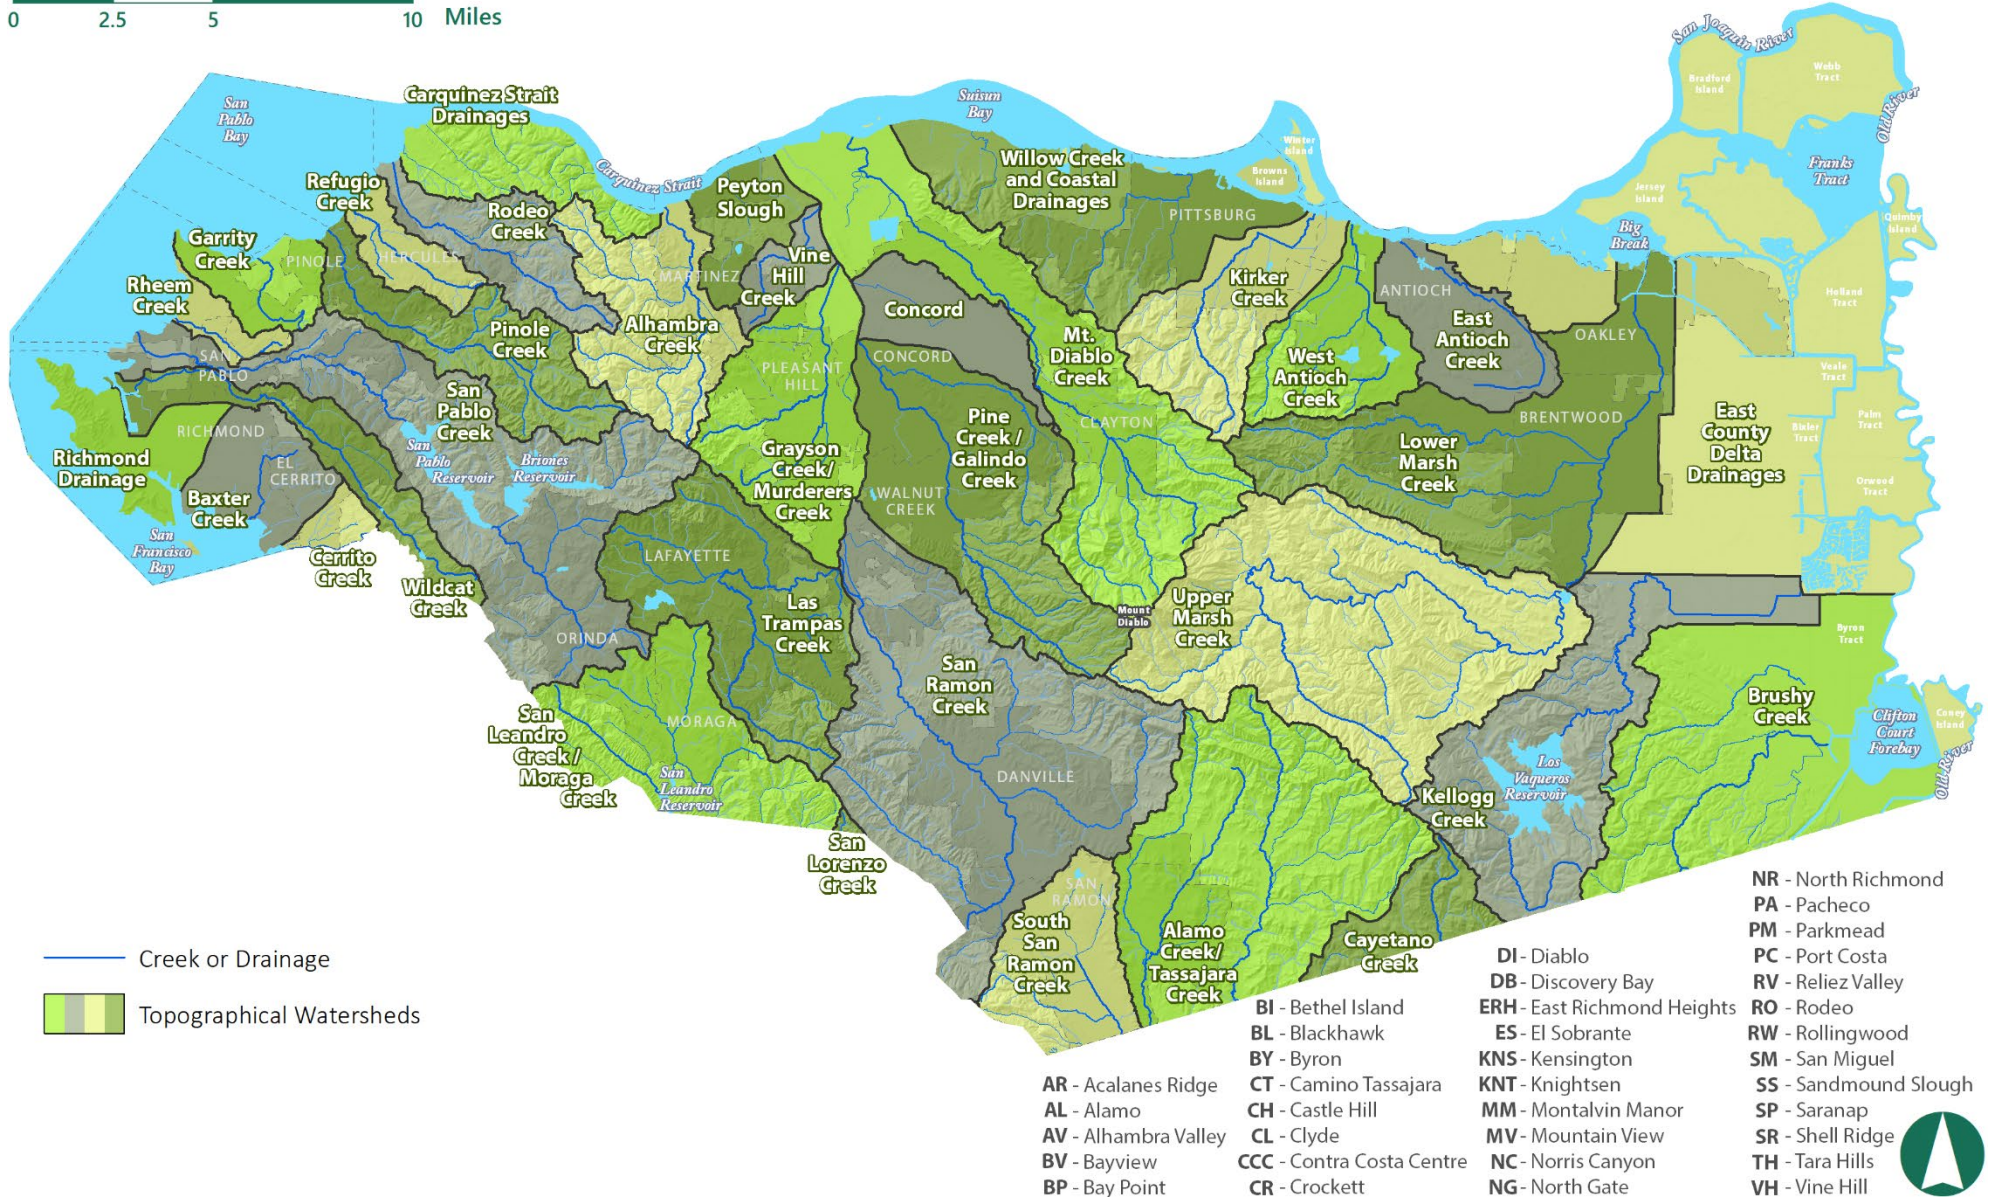 0 2.5 5 10 Miles
San Joaquin River
Bradford
Island
Webb
Tract
Old River
San
Pablo
Bay
Carquinez Strait
Drainages
Suisun
Bay
Carquinez Strait
Winter
Island
Browns
Island
Franks
Tract
Jersey
Island
Quimby
Island
Big
Break
Refugio
Creek
Rodeo
Creek
Peyton
Slough
Willow Creek
and Coastal
Drainages
PITTSBURG
Garrity
Creek
PINOLE
HERCULES
MARTINEZ
Vine
Hill
Creek
Kirker
Creek
ANTIOCH
Holland
Tract
Rheem
Creek
Pinole
Creek
Alhambra
Creek
Concord
CONCORD
Mt.
Diablo
Creek
West
Antioch
Creek
East
Antioch
Creek
OAKLEY
SAN
PABLO
PLEASANT
HILL
Veale
Tract
San
Pablo
Creek
San
Pablo
Reservoir
Briones
Reservoir
RICHMOND
EL
CERRITO
Richmond
Drainage
Baxter
Creek
San
Francisco
Bay
Grayson
Creek/
Murderers
Creek
Pine
Creek /
Galindo
Creek
WALNUT
CREEK
CLAYTON
BRENTWOOD
Lower
Marsh
Creek
East
County
Delta
Drainages
Palm
Tract
Bixler
Tract
Orwood
Tract
Cerrito
Creek
Wildcat
Creek
LAFAYETTE
Las
Trampas
Creek
ORINDA
Mount
Diablo
Upper
Marsh
Creek
Byron
Tract
San
Ramon
Creek
San
Leandro
Creek /
Moraga
Creek
MORAGA
San
Leandro
Reservoir
DANVILLE
Brushy
Creek
Clifton
Court
Forebay
Coney
Island
Old River
Los
Vaqueros
Reservoir
Kellogg
Creek
San
Lorenzo
Creek
SAN
RAMON
South
San
Ramon
Creek
Alamo
Creek/
Tassajara
Creek
Cayetano
Creek
Creek or Drainage
Topographical Watersheds
AR - Acalanes Ridge
AL - Alamo
AV - Alhambra Valley
BV - Bayview
BP - Bay Point
BI - Bethel Island
BL - Blackhawk
BY - Byron
CT - Camino Tassajara
CH - Castle Hill
CL - Clyde
CCC - Contra Costa Centre
CR - Crockett
DI - Diablo
DB - Discovery Bay
ERH - East Richmond Heights
ES - El Sobrante
KNS - Kensington
KNT - Knightsen
MM - Montalvin Manor
MV - Mountain View
NC - Norris Canyon
NG - North Gate
NR - North Richmond
PA - Pacheco
PM - Parkmead
PC - Port Costa
RV - Reliez Valley
RO - Rodeo
RW - Rollingwood
SM - San Miguel
SS - Sandmound Slough
SP - Saranap
SR - Shell Ridge
TH - Tara Hills
VH - Vine Hill